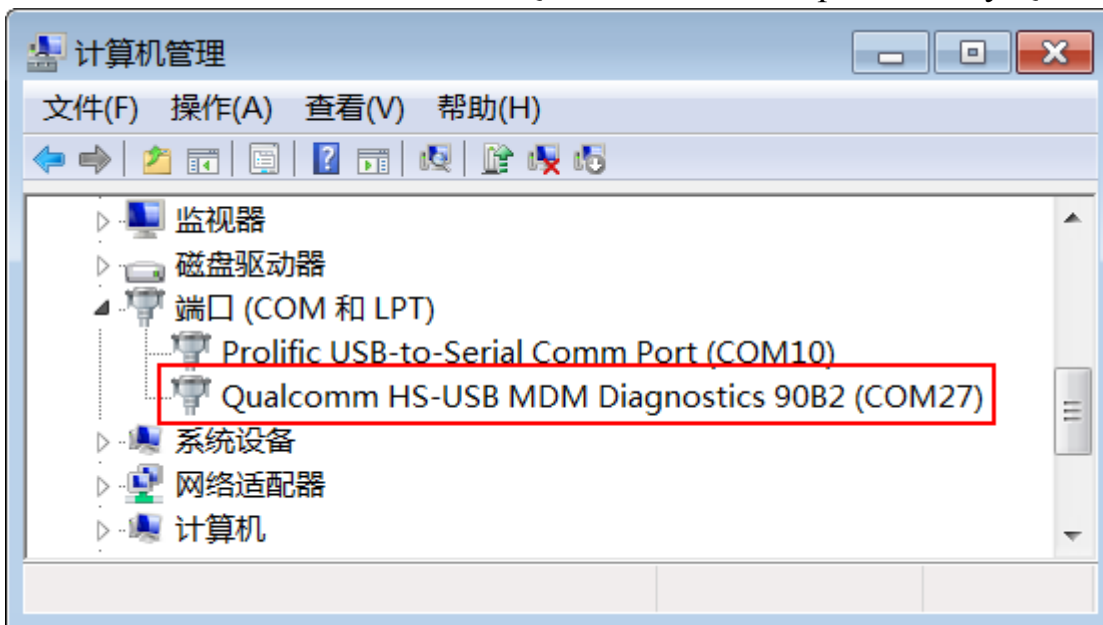 计算机管理
文件(F) 操作(A) 查看(V) 帮助(H)
监视器
磁盘驱动器
端口 (COM 和 LPT)
Prolific USB-to-Serial Comm Port (COM10)
Qualcomm HS-USB MDM Diagnostics 90B2 (COM27)
系统设备
网络适配器
计算机